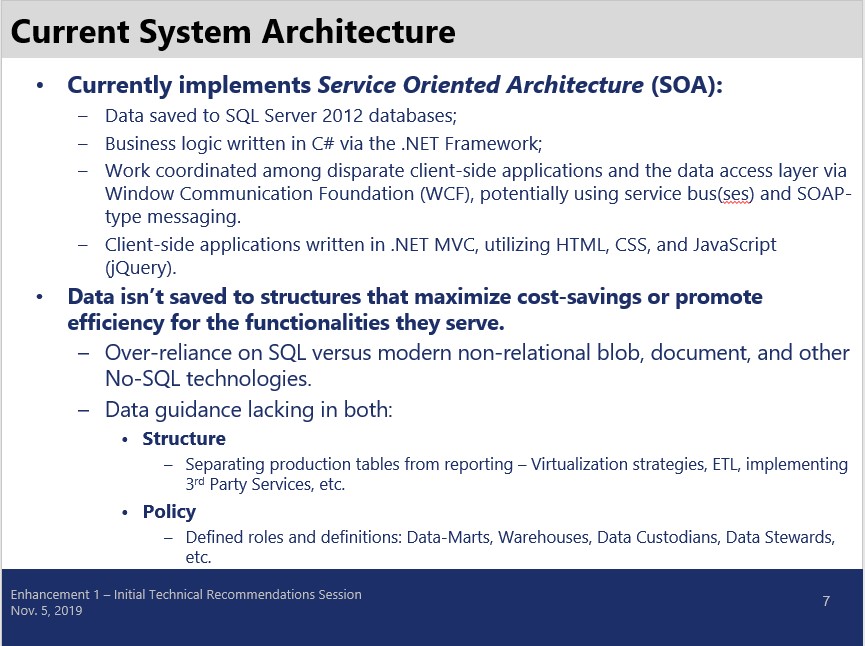 Current System Architecture
• Currently implements Service Oriented Architecture (SOA):
– Data saved to SQL Server 2012 databases;
– Business logic written in C# via the .NET Framework;
– Work coordinated among disparate client-side applications and the data access layer via
Window Communication Foundation (WCF), potentially using service bus(ses) and SOAP-
type messaging.
– Client-side applications written in .NET MVC, utilizing HTML, CSS, and JavaScript
(jQuery).
• Data isn’t saved to structures that maximize cost-savings or promote
efficiency for the functionalities they serve.
– Over-reliance on SQL versus modern non-relational blob, document, and other
No-SQL technologies.
– Data guidance lacking in both:
• Structure
– Separating production tables from reporting – Virtualization strategies, ETL, implementing
3rd Party Services, etc.
• Policy
– Defined roles and definitions: Data-Marts, Warehouses, Data Custodians, Data Stewards,
etc.
Enhancement 1 – Initial Technical Recommendations Session
Nov. 5, 2019
7